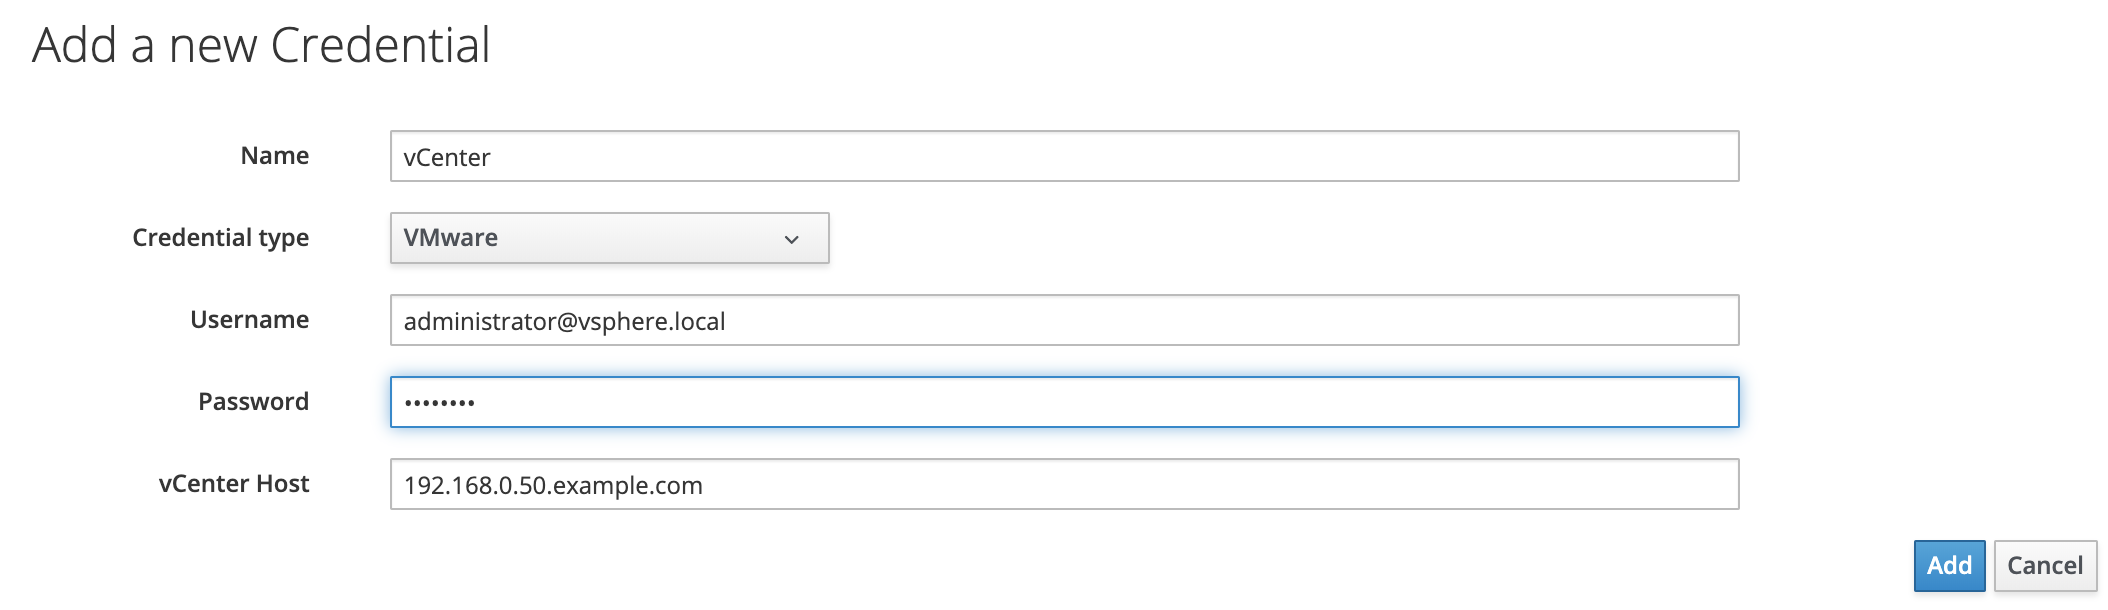 Add a new Credential
Name vCenter
Credential type VMware
Username administrator@vsphere.local
Password ••••••••
vCenter Host 192.168.0.50.example.com
Add Cancel